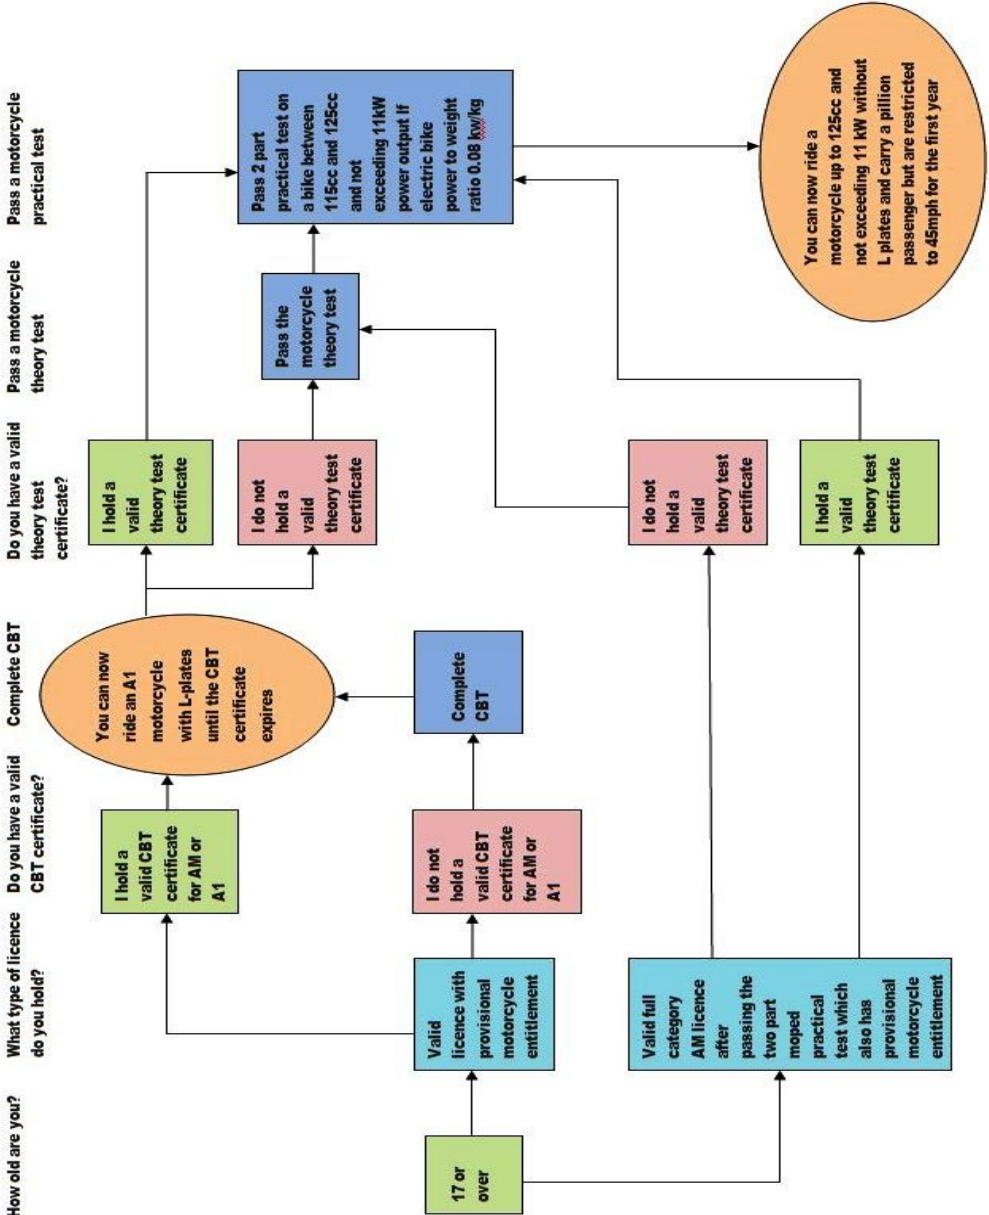 How old are you?
What type of licence
do you hold?
Do you have a valid
CBT certificate?
Complete CBT
Do you have a valid
theory test
certificate?
Pass a motorcycle
theory test
Pass a motorcycle
practical test
17 or
over
Valid
licence with
provisional
motorcycle
entitlement
Valid full
category
AM licence
after
passing the
two part
moped
practical
test which
also has
provisional
motorcycle
entitlement
I hold a
valid CBT
certificate
for AM or
A1
I do not
hold a
valid CBT
certificate
for AM or
A1
Complete
CBT
You can now
ride an A1
motorcycle
with L-plates
until the CBT
certificate
expires
I hold a
valid
theory test
certificate
I do not
hold a
valid
theory test
certificate
I do not
hold a
valid
theory test
certificate
I hold a
valid
theory test
certificate
Pass the
motorcycle
theory test
Pass 2 part
practical test on
a bike between
115cc and 125cc
and not
exceeding 11kW
power output If
electric bike
power to weight
ratio 0.08 kw/kg
You can now ride a
motorcycle up to 125cc and
not exceeding 11 kW without
L plates and carry a pillion
passenger but are restricted
to 45mph for the first year